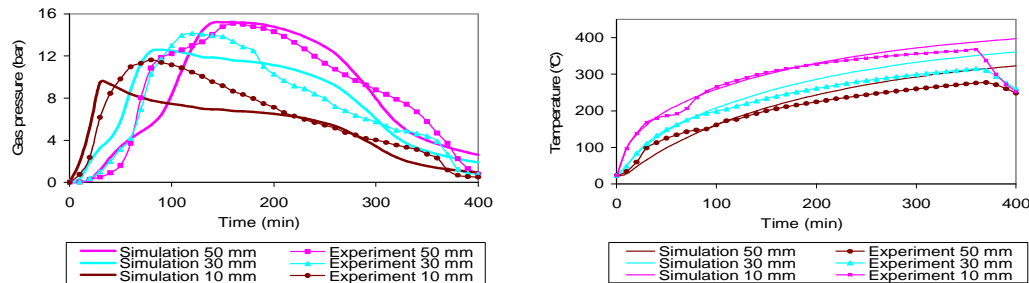 Gas pressure (bar)
16
12
8
4
0
0 100 200 300 400
Time (min)
Simulation 50 mm
Experiment 50 mm
Simulation 30 mm
Experiment 30 mm
Simulation 10 mm
Experiment 10 mm
Temperature (°C)
400
300
200
100
0
0 100 200 300 400
Time (min)
Simulation 50 mm
Experiment 50 mm
Simulation 30 mm
Experiment 30 mm
Simulation 10 mm
Experiment 10 mm